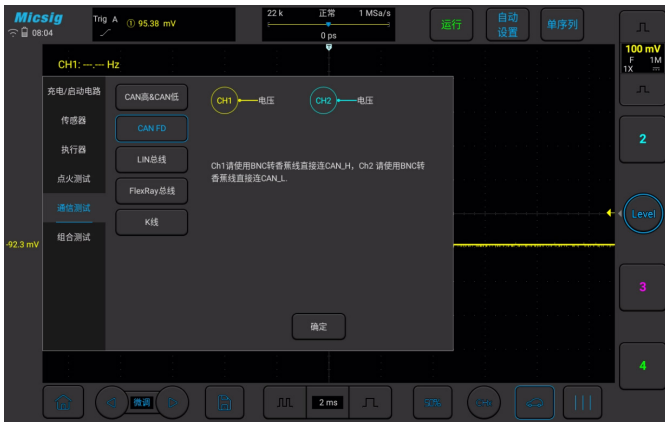 Micsig
08:04
Trig A ① 95.38 mV
22 k 正常 1 MSa/s
0 ps
运行
自动
设置
单序列
100 mV
F 1M
1X
CH1: ---.---- Hz
充电/启动电路
传感器
执行器
点火测试
通信测试
组合测试
CAN高&CAN低
CAN FD
LIN总线
FlexRay总线
K线
CH1 电压
CH2 电压
Ch1请使用BNC转香蕉线直接连CAN_H，Ch2 请使用BNC转
香蕉线直接连CAN_L.
确定
-92.3 mV
2
Level
3
4
微调
2 ms